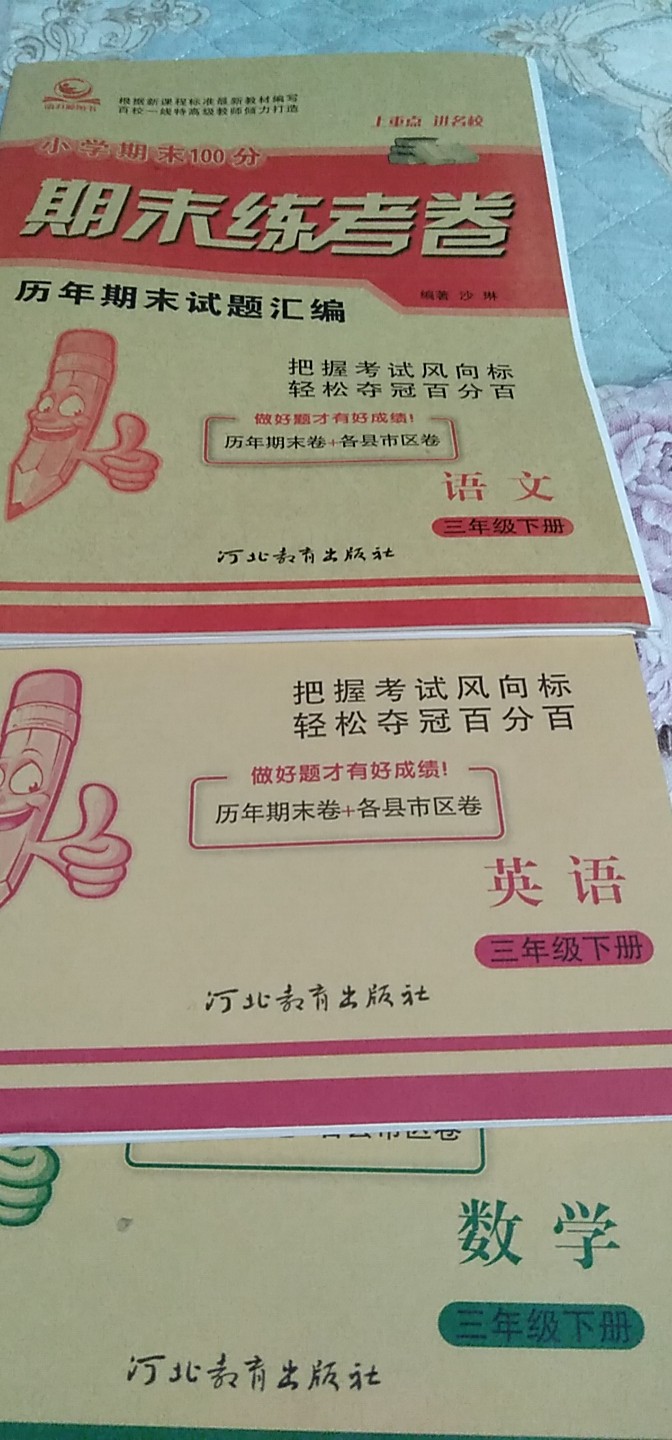 根据新课程标准最新教材编写
百校一线特高级教师倾力打造
上重点 进名校
小学期末100分
期末练考卷
历年期末试题汇编
编著 沙琳
把握考试风向标
轻松夺冠百分百
做好题才有好成绩!
历年期末卷+各县市区卷
语文
三年级下册
河北教育出版社
把握考试风向标
轻松夺冠百分百
做好题才有好成绩!
历年期末卷+各县市区卷
英语
三年级下册
河北教育出版社
各县市区卷
数学
三年级下册
河北教育出版社